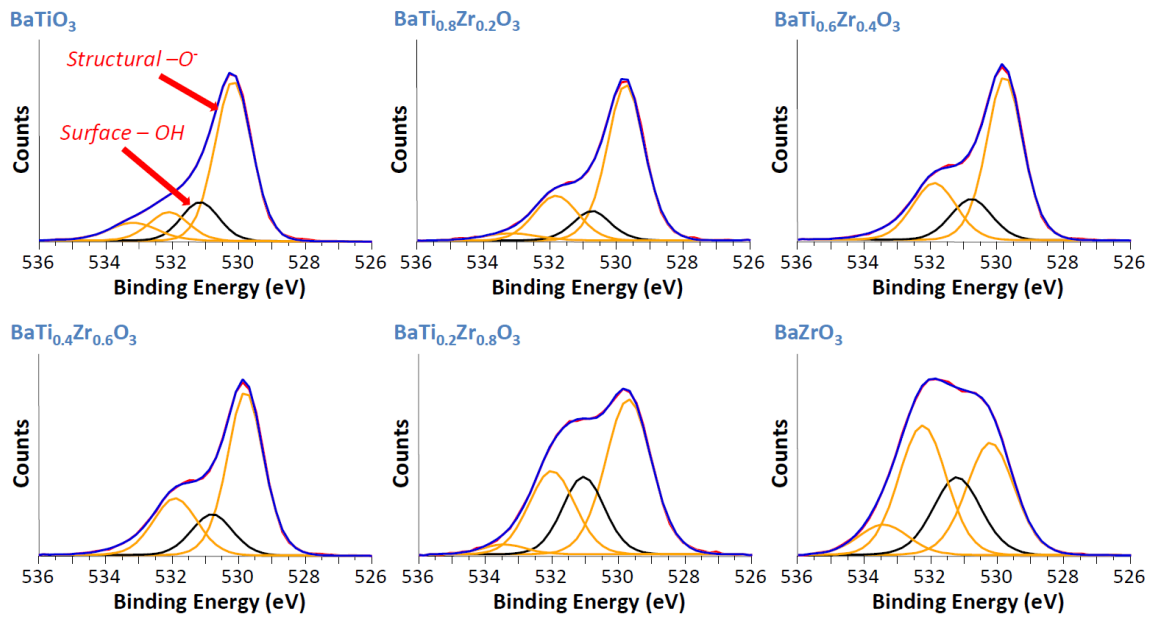 BaTiO₃
Structural –O⁻
Surface – OH
Counts
536 534 532 530 528 526
Binding Energy (eV)
BaTi₀.₈Zr₀.₂O₃
Counts
536 534 532 530 528 526
Binding Energy (eV)
BaTi₀.₆Zr₀.₄O₃
Counts
536 534 532 530 528 526
Binding Energy (eV)
BaTi₀.₄Zr₀.₆O₃
Counts
536 534 532 530 528 526
Binding Energy (eV)
BaTi₀.₂Zr₀.₈O₃
Counts
536 534 532 530 528 526
Binding Energy (eV)
BaZrO₃
Counts
536 534 532 530 528 526
Binding Energy (eV)